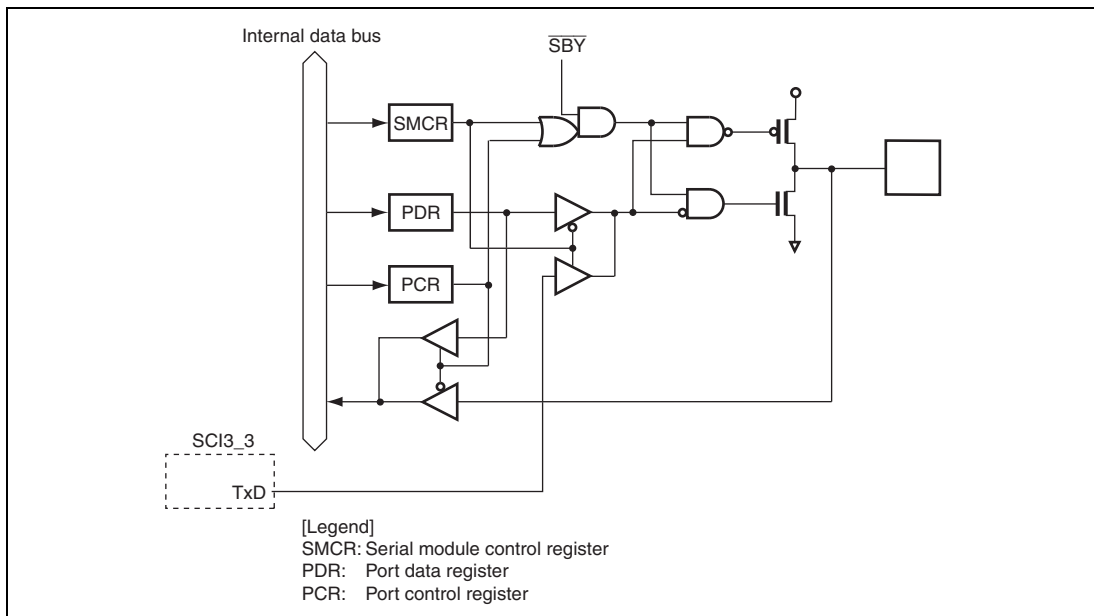 Internal data bus
SBY
SMCR
PDR
PCR
SCI3_3
TxD
[Legend]
SMCR: Serial module control register
PDR: Port data register
PCR: Port control register